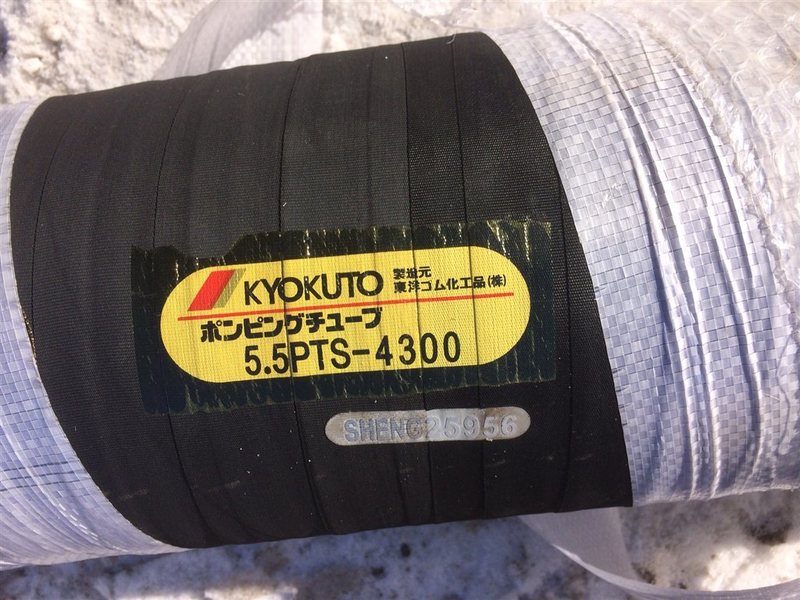 KYOKUTO
製造元
東洋ゴム化工品(株)
ポンピングチューブ
5.5PTS-4300
SHENG25956